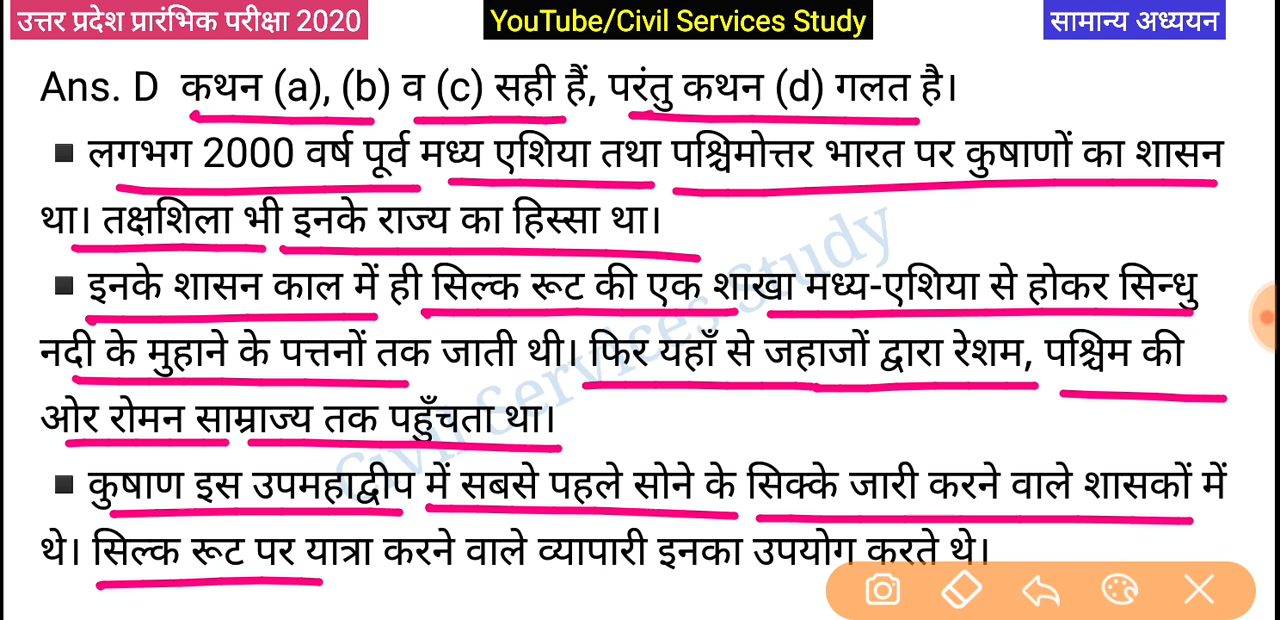 उत्तर प्रदेश प्रारंभिक परीक्षा 2020
YouTube/Civil Services Study
सामान्य अध्ययन
Ans. D कथन (a), (b) व (c) सही हैं, परंतु कथन (d) गलत है।
▪ लगभग 2000 वर्ष पूर्व मध्य एशिया तथा पश्चिमोत्तर भारत पर कुषाणों का शासन
था। तक्षशिला भी इनके राज्य का हिस्सा था।
▪ इनके शासन काल में ही सिल्क रूट की एक शाखा मध्य-एशिया से होकर सिन्धु
नदी के मुहाने के पत्तनों तक जाती थी। फिर यहाँ से जहाजों द्वारा रेशम, पश्चिम की
ओर रोमन साम्राज्य तक पहुँचता था।
▪ कुषाण इस उपमहाद्वीप में सबसे पहले सोने के सिक्के जारी करने वाले शासकों में
थे। सिल्क रूट पर यात्रा करने वाले व्यापारी इनका उपयोग करते थे।
Civil Services Study